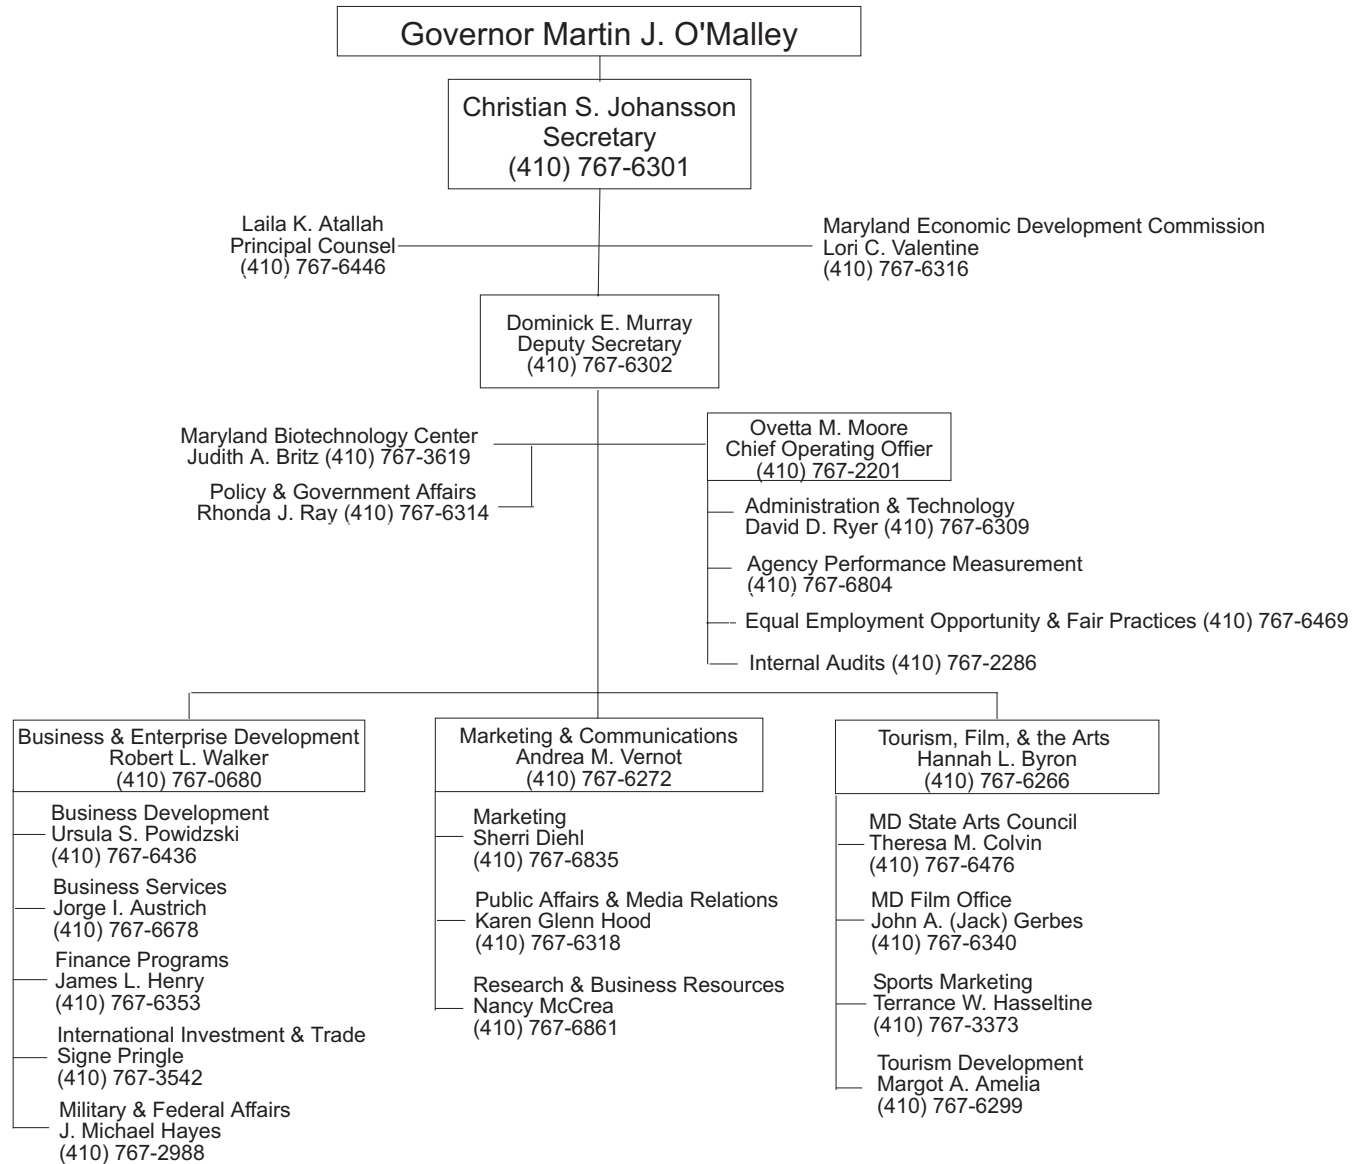 Governor Martin J. O'Malley
Christian S. Johansson
Secretary
(410) 767-6301
Laila K. Atallah
Principal Counsel
(410) 767-6446
Maryland Economic Development Commission
Lori C. Valentine
(410) 767-6316
Dominick E. Murray
Deputy Secretary
(410) 767-6302
Maryland Biotechnology Center
Judith A. Britz (410) 767-3619
Policy & Government Affairs
Rhonda J. Ray (410) 767-6314
Ovetta M. Moore
Chief Operating Offier
(410) 767-2201
Administration & Technology
David D. Ryer (410) 767-6309
Agency Performance Measurement
(410) 767-6804
Equal Employment Opportunity & Fair Practices (410) 767-6469
Internal Audits (410) 767-2286
Business & Enterprise Development
Robert L. Walker
(410) 767-0680
Business Development
Ursula S. Powidzski
(410) 767-6436
Business Services
Jorge I. Austrich
(410) 767-6678
Finance Programs
James L. Henry
(410) 767-6353
International Investment & Trade
Signe Pringle
(410) 767-3542
Military & Federal Affairs
J. Michael Hayes
(410) 767-2988
Marketing & Communications
Andrea M. Vernot
(410) 767-6272
Marketing
Sherri Diehl
(410) 767-6835
Public Affairs & Media Relations
Karen Glenn Hood
(410) 767-6318
Research & Business Resources
Nancy McCrea
(410) 767-6861
Tourism, Film, & the Arts
Hannah L. Byron
(410) 767-6266
MD State Arts Council
Theresa M. Colvin
(410) 767-6476
MD Film Office
John A. (Jack) Gerbes
(410) 767-6340
Sports Marketing
Terrance W. Hasseltine
(410) 767-3373
Tourism Development
Margot A. Amelia
(410) 767-6299